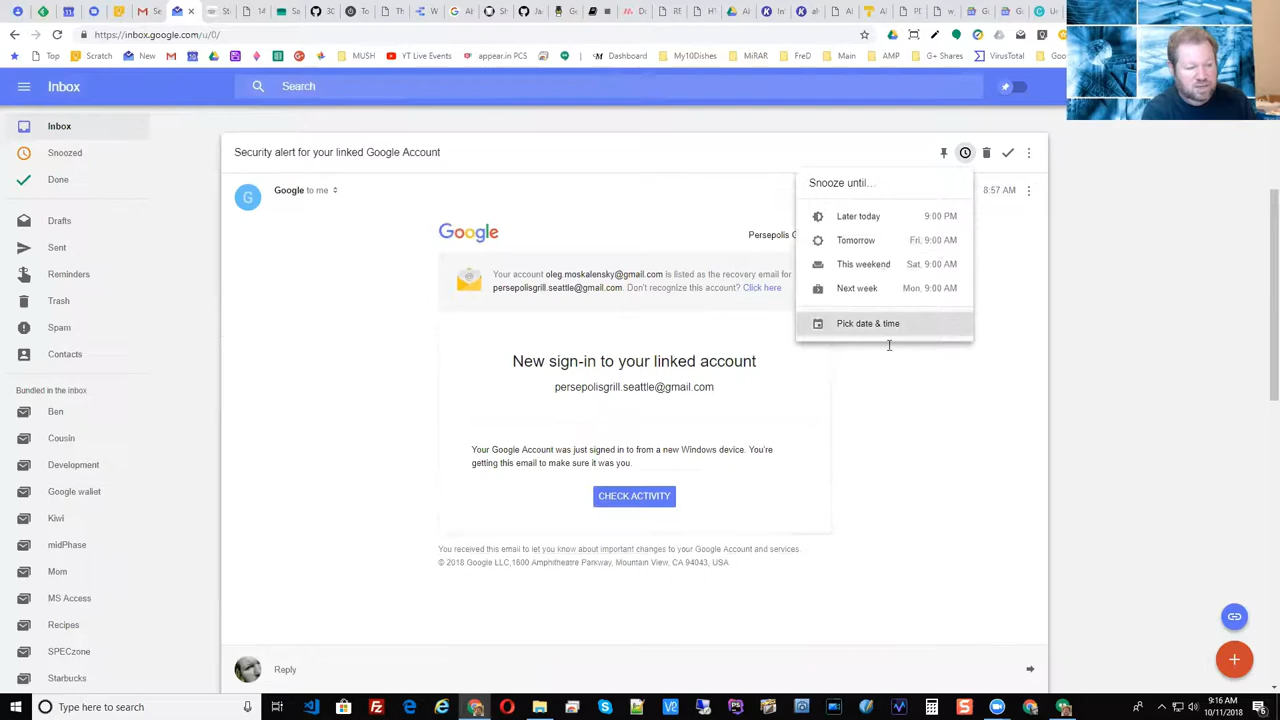 https://inbox.google.com/u/0/
Top
Scratch
New
BUSH
YT Live Events
appear.in PCS
Dashboard
My10Dishes
MiRAR
FRD
Main
AMP
G+ Shares
VirusTotal
Inbox
Search
Inbox
Snoozed
Done
Drafts
Sent
Reminders
Trash
Spam
Contacts
Bundled in the inbox
Ben
Cousin
Development
Google wallet
Kiwi
midPhase
Mom
MS Access
Recipes
SPECzone
Starbucks
Security alert for your linked Google Account
Google to me
8:57 AM
Snooze until...
Later today 9:00 PM
Tomorrow Fri, 9:00 AM
This weekend Sat, 9:00 AM
Next week Mon, 9:00 AM
Pick date & time
Google
Persepolis
Your account oleg.moskalensky@gmail.com is listed as the recovery email for
persepolisgrill.seattle@gmail.com. Don't recognize this account? Click here
New sign-in to your linked account
persepolisgrill.seattle@gmail.com
Your Google Account was just signed in to from a new Windows device. You're
getting this email to make sure it was you.
CHECK ACTIVITY
You received this email to let you know about important changes to your Google Account and services.
© 2018 Google LLC,1600 Amphitheatre Parkway, Mountain View, CA 94043, USA
Reply
Type here to search
9:16 AM
10/11/2018